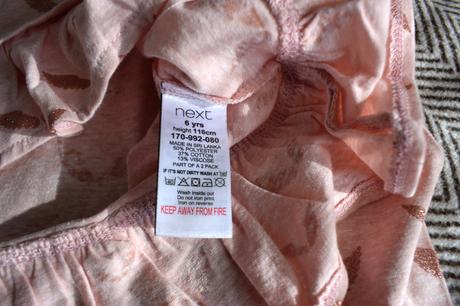 next
6 yrs
height 116cm
170-992-080
MADE IN SRI LANKA
50% POLYESTER
37% COTTON
13% VISCOSE
PART OF A 2 PACK
IF IT'S NOT DIRTY WASH AT
Wash inside out
Do not iron print
Iron on reverse
KEEP AWAY FROM FIRE